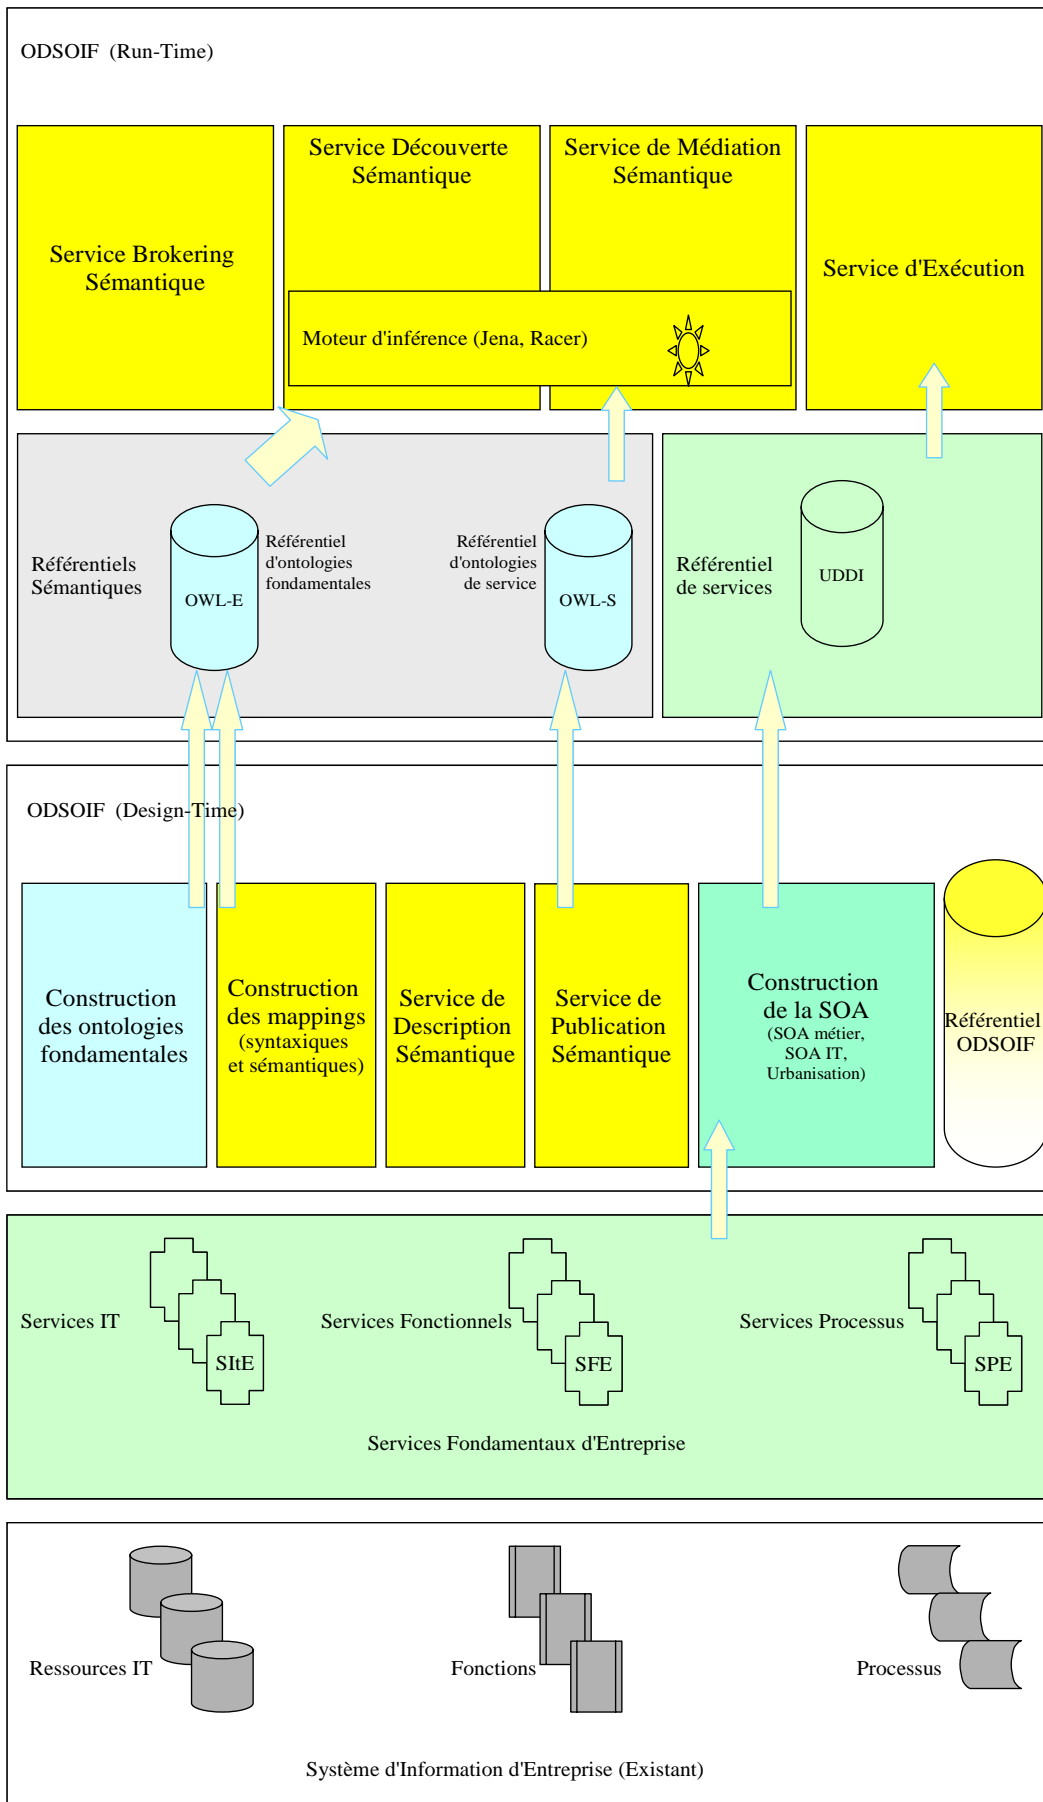 ODSOIF (Run-Time)
Service Brokering
Sémantique
Service Découverte
Sémantique
Service de Médiation
Sémantique
Service d'Exécution
Moteur d'inférence (Jena, Racer)
Référentiels
Sémantiques
OWL-E
Référentiel
d'ontologies
fondamentales
Référentiel
d'ontologies
de service
OWL-S
Référentiel
de services
UDDI
ODSOIF (Design-Time)
Construction
des ontologies
fondamentales
Construction
des mappings
(syntaxiques
et sémantiques)
Service de
Description
Sémantique
Service de
Publication
Sémantique
Construction
de la SOA
(SOA métier,
SOA IT,
Urbanisation)
Référentiel
ODSOIF
Services IT
SItE
Services Fonctionnels
SFE
Services Processus
SPE
Services Fondamentaux d'Entreprise
Ressources IT
Fonctions
Processus
Système d'Information d'Entreprise (Existant)